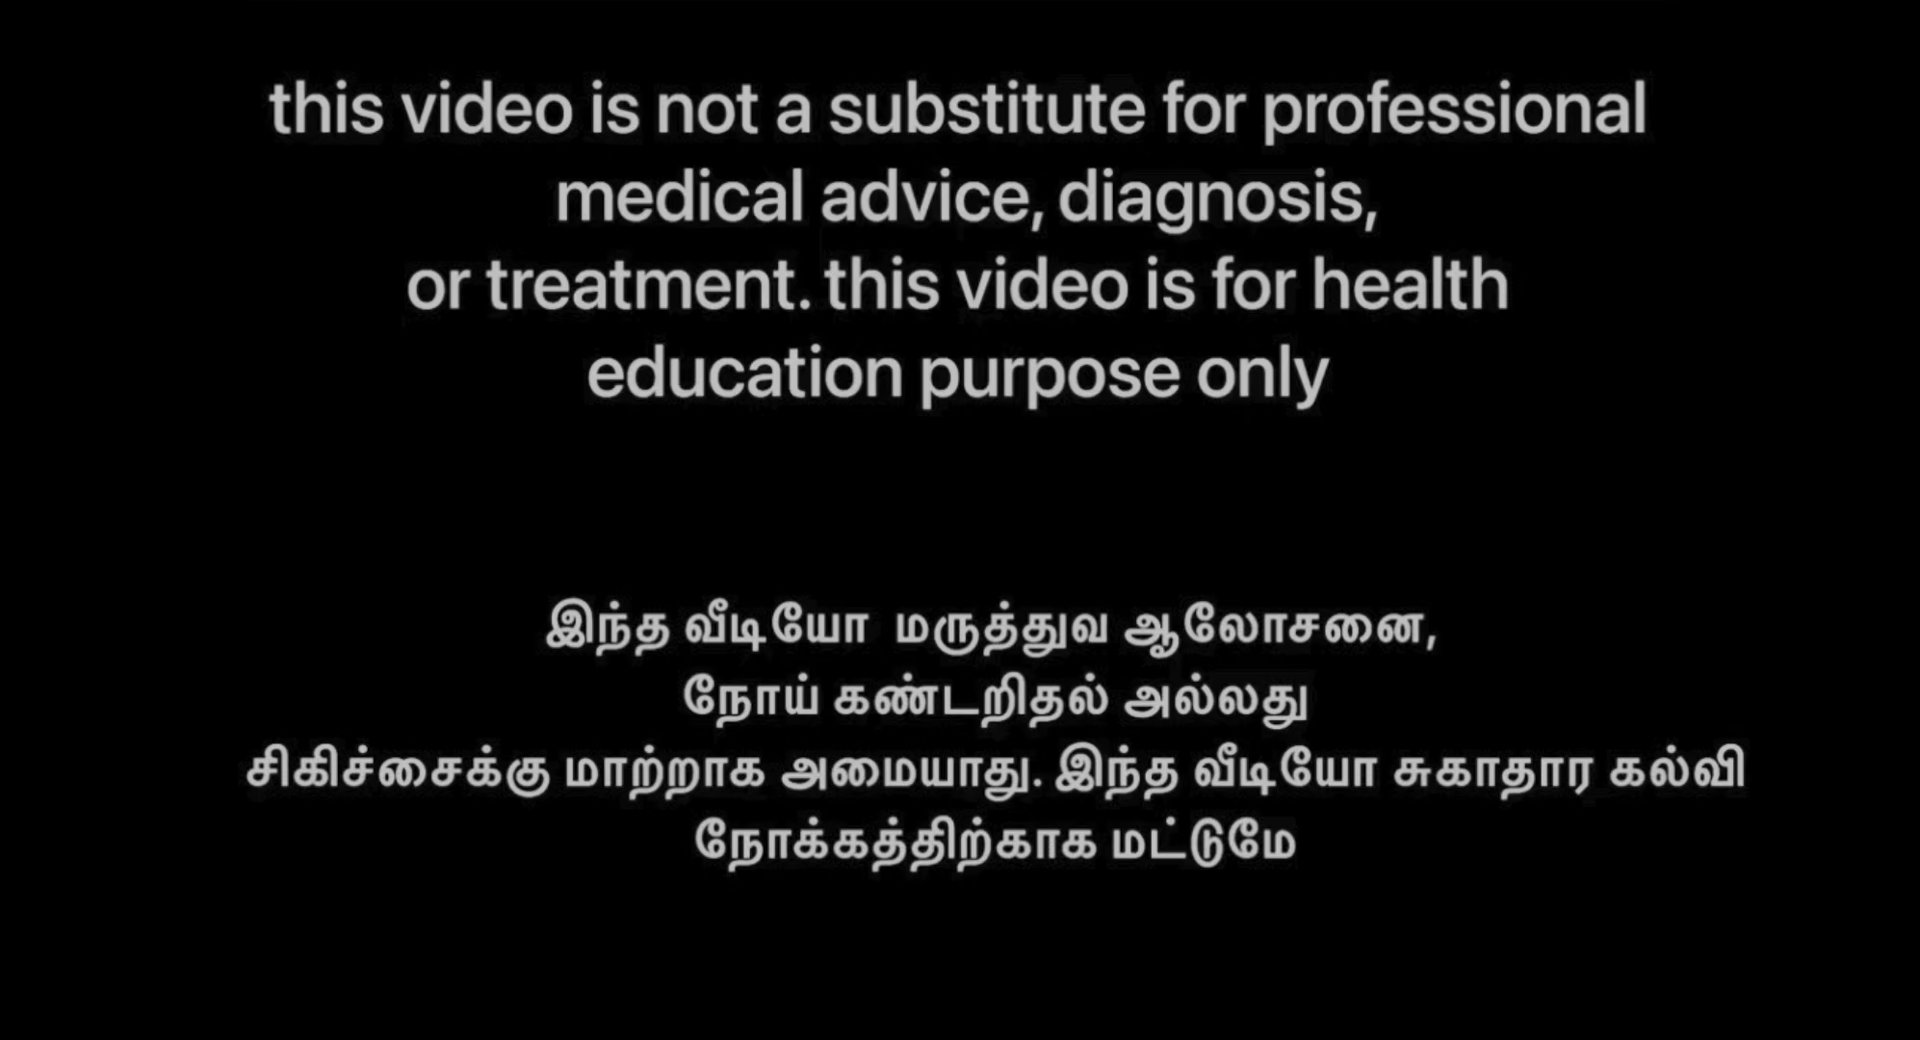 this video is not a substitute for professional
medical advice, diagnosis,
or treatment. this video is for health
education purpose only
இந்த வீடியோ மருத்துவ ஆலோசனை,
நோய் கண்டறிதல் அல்லது
சிகிச்சைக்கு மாற்றாக அமையாது. இந்த வீடியோ சுகாதார கல்வி
நோக்கத்திற்காக மட்டுமே